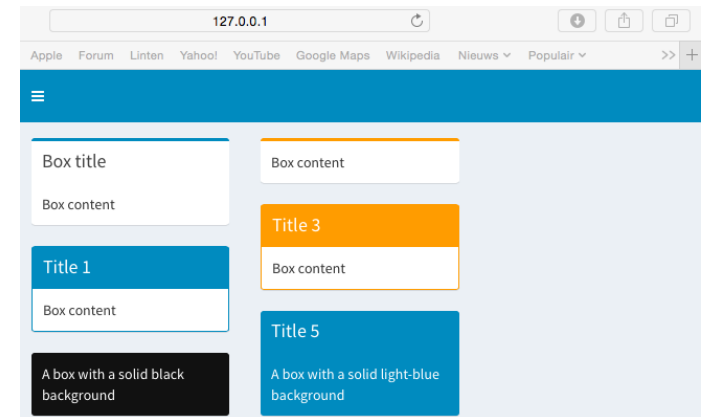 127.0.0.1
Apple Forum Linten Yahoo! YouTube Google Maps Wikipedia Nieuws Populair >>
Box title
Box content
Title 1
Box content
A box with a solid black
background
Box content
Title 3
Box content
Title 5
A box with a solid light-blue
background